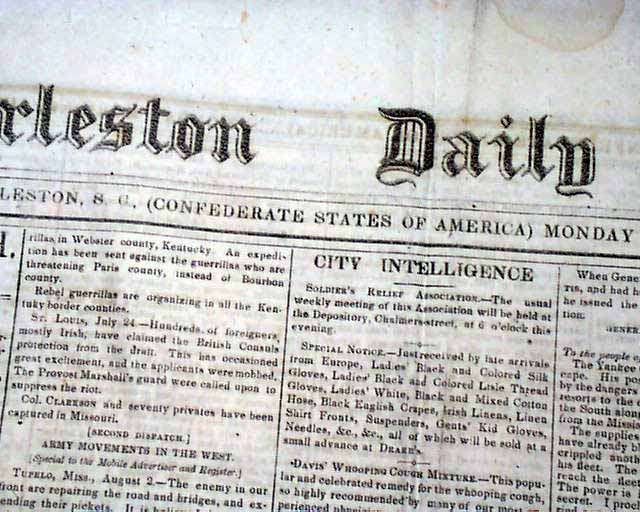 rleston Daily
LESTON, S. C., (CONFEDERATE STATES OF AMERICA) MONDAY
rillas, in Webster county, Kentucky. An expedi-
tion has been sent against the guerrillas who are
threatening Paris county, instead of Bourbon
county.
Rebel guerrillas are organizing in all the Ken-
tuky border counties.
ST. LOUIS, July 24—Hundreds of foreigners,
mostly Irish, have claimed the British Consuls
protection from the draft. This has occasioned
great excitement, and the applicants were mobbed.
The Provost Marshall's guard were called upon to
suppress the riot.
Col. CLARKSON and seventy privates have been
captured in Missouri.
[SECOND DISPATCH.]
ARMY MOVEMENTS IN THE WEST.
[Special to the Mobile Advertiser and Register.]
TUPELO, MISS., August 2.—The enemy in our
front are repairing the road and bridges, and ex-
tending their pickets.
CITY INTELLIGENCE
SOLDIER'S RELIEF ASSOCIATION.—The usual
weekly meeting of this Association will be held at
the Depository, Chalmers-street, at 6 o'clock this
evening.
SPECIAL NOTICE.—Just received by late arrivals
from Europe, Ladies' Black and Colored Silk
Gloves, Ladies' Black and Colored Lisle Thread
Gloves, Ladies' White, Black and Mixed Cotton
Hose, Black English Crapes, Irish Linens, Linen
Shirt Fronts, Suspenders, Gents' Kid Gloves,
Needles, &c., &c., all of which will be sold at a
small advance at
DAVIS' WHOOPING COUGH MIXTURE.—This popu-
lar and celebrated remedy for the whooping cough,
so highly recommended by many of our most
When Gene
TIS, and had
he issued the
tion.
GENER
To the people
The Yankee
cape. His po
by the dangers
resorts to the
the South alon
from the Missi
The supplies
have already b
crippled anoth
his fleet. The
reach the fleet
The power is
secret. I proc